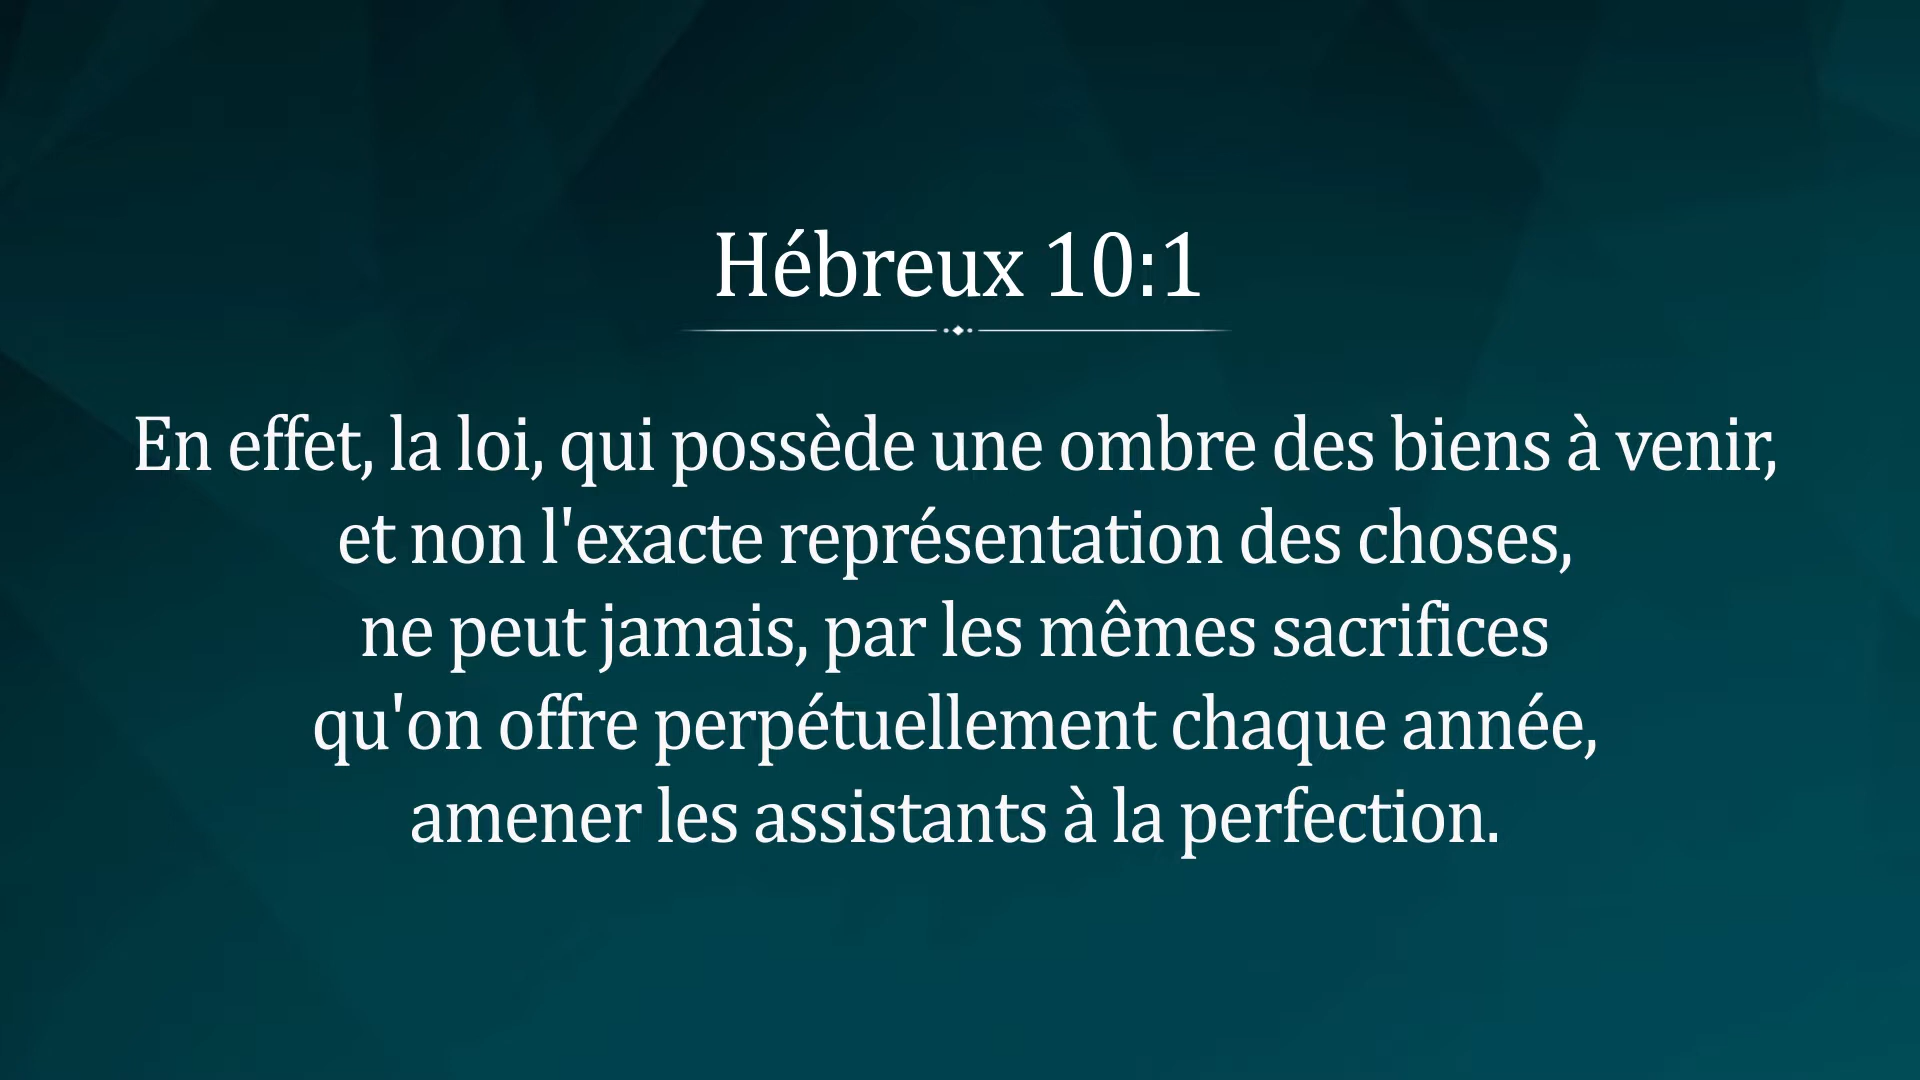 Hébreux 10:1
En effet, la loi, qui possède une ombre des biens à venir,
et non l'exacte représentation des choses,
ne peut jamais, par les mêmes sacrifices
qu'on offre perpétuellement chaque année,
amener les assistants à la perfection.